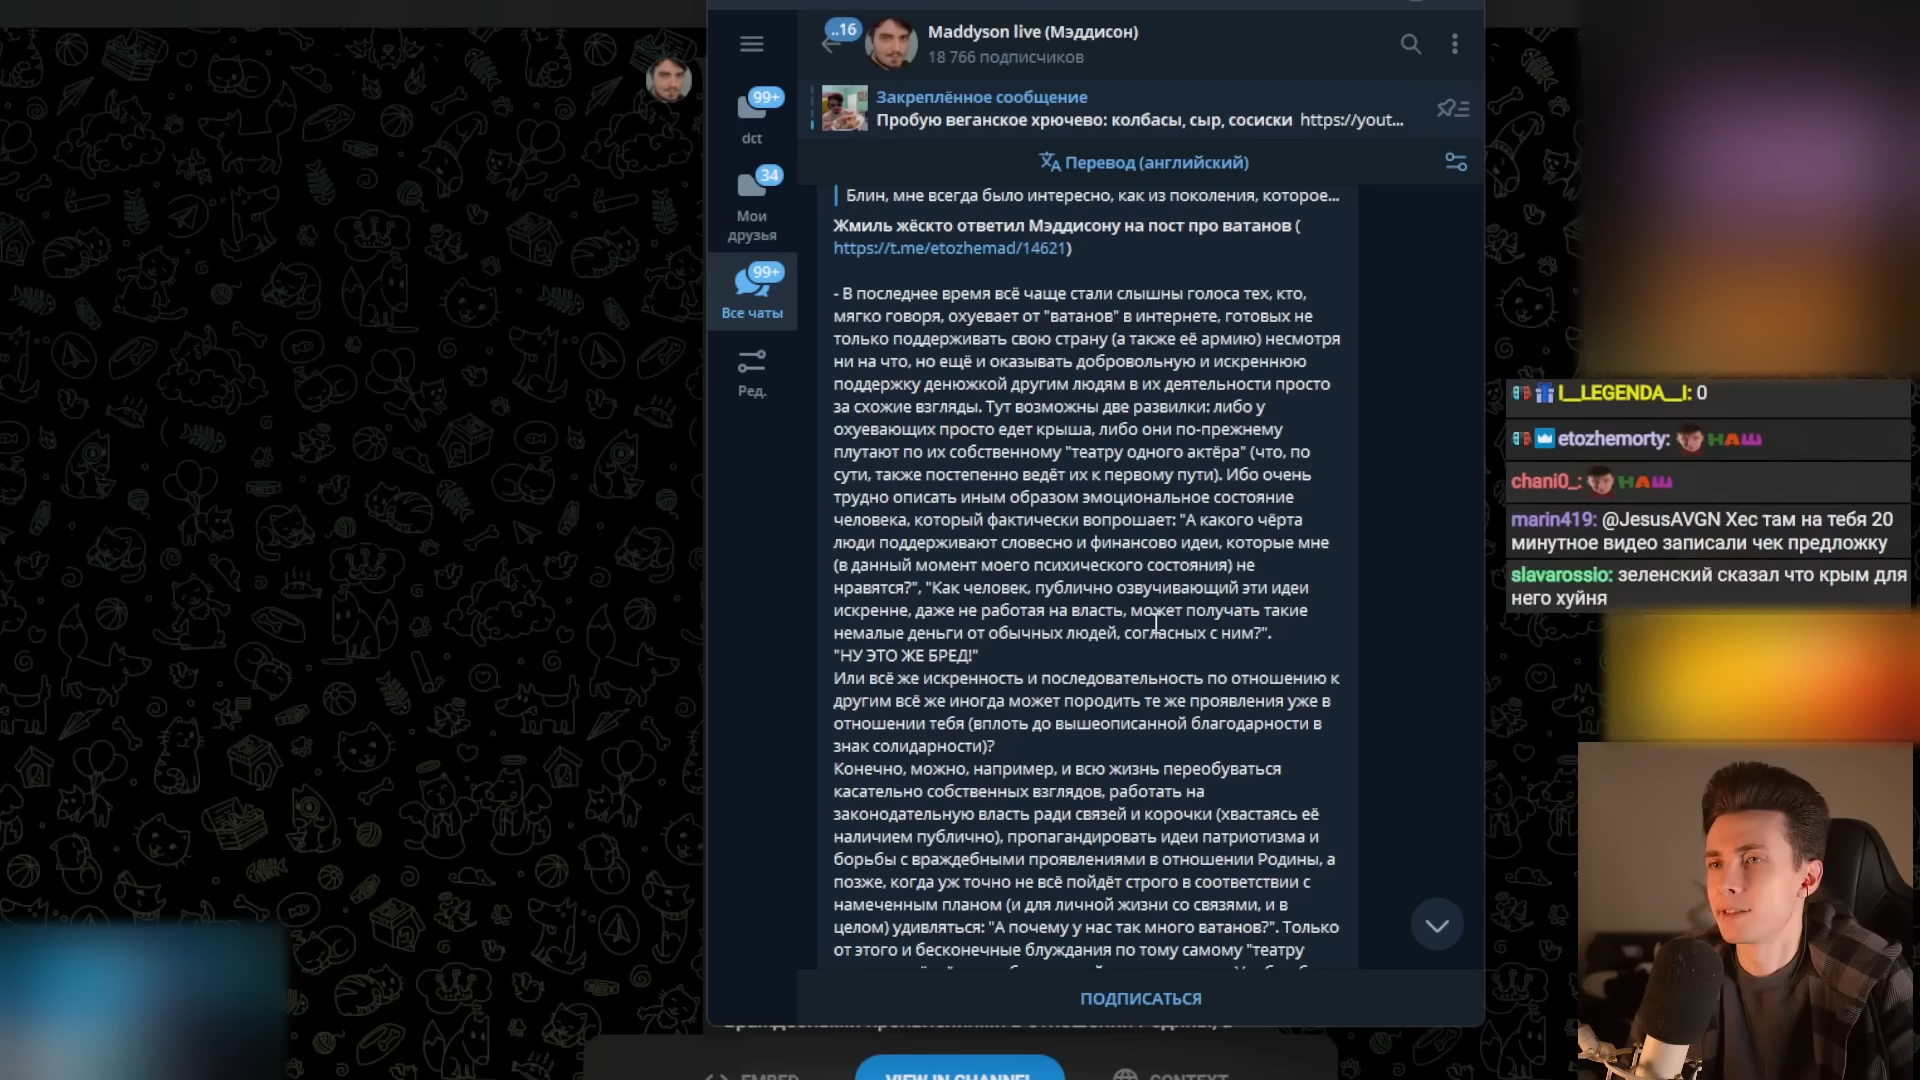 ..16
Maddyson live (Мэддисон)
18 766 подписчиков
99+
dct
34
Мои
друзья
99+
Все чаты
Ред.
Закреплённое сообщение
Пробую веганское хрючево: колбасы, сыр, сосиски https://yout...
Перевод (английский)
Блин, мне всегда было интересно, как из поколения, которое...
Жмиль жёскто ответил Мэддисону на пост про ватанов (
https://t.me/etozhemad/14621)
- В последнее время всё чаще стали слышны голоса тех, кто,
мягко говоря, охуевает от "ватанов" в интернете, готовых не
только поддерживать свою страну (а также её армию) несмотря
ни на что, но ещё и оказывать добровольную и искреннюю
поддержку денюжкой другим людям в их деятельности просто
за схожие взгляды. Тут возможны две развилки: либо у
охуевающих просто едет крыша, либо они по-прежнему
плутают по их собственному "театру одного актёра" (что, по
сути, также постепенно ведёт их к первому пути). Ибо очень
трудно описать иным образом эмоциональное состояние
человека, который фактически вопрошает: "А какого чёрта
люди поддерживают словесно и финансово идеи, которые мне
(в данный момент моего психического состояния) не
нравятся?", "Как человек, публично озвучивающий эти идеи
искренне, даже не работая на власть, может получать такие
немалые деньги от обычных людей, согласных с ним?".
"НУ ЭТО ЖЕ БРЕД!"
Или всё же искренность и последовательность по отношению к
другим всё же иногда может породить те же проявления уже в
отношении тебя (вплоть до вышеописанной благодарности в
знак солидарности)?
Конечно, можно, например, и всю жизнь переобуваться
касательно собственных взглядов, работать на
законодательную власть ради связей и корочки (хвастаясь её
наличием публично), пропагандировать идеи патриотизма и
борьбы с враждебными проявлениями в отношении Родины, а
позже, когда уж точно не всё пойдёт строго в соответствии с
намеченным планом (и для личной жизни со связями, и в
целом) удивляться: "А почему у нас так много ватанов?". Только
от этого и бесконечные блуждания по тому самому "театру
ПОДПИСАТЬСЯ
EMBED
VIEW IN CHANNEL
CONTEXT
I__LEGENDA__I: 0
etozhemorty: НАШ
chani0_: НАШ
marin419: @JesusAVGN Хес там на тебя 20
минутное видео записали чек предложку
slavarossio: зеленский сказал что крым для
него хуйня